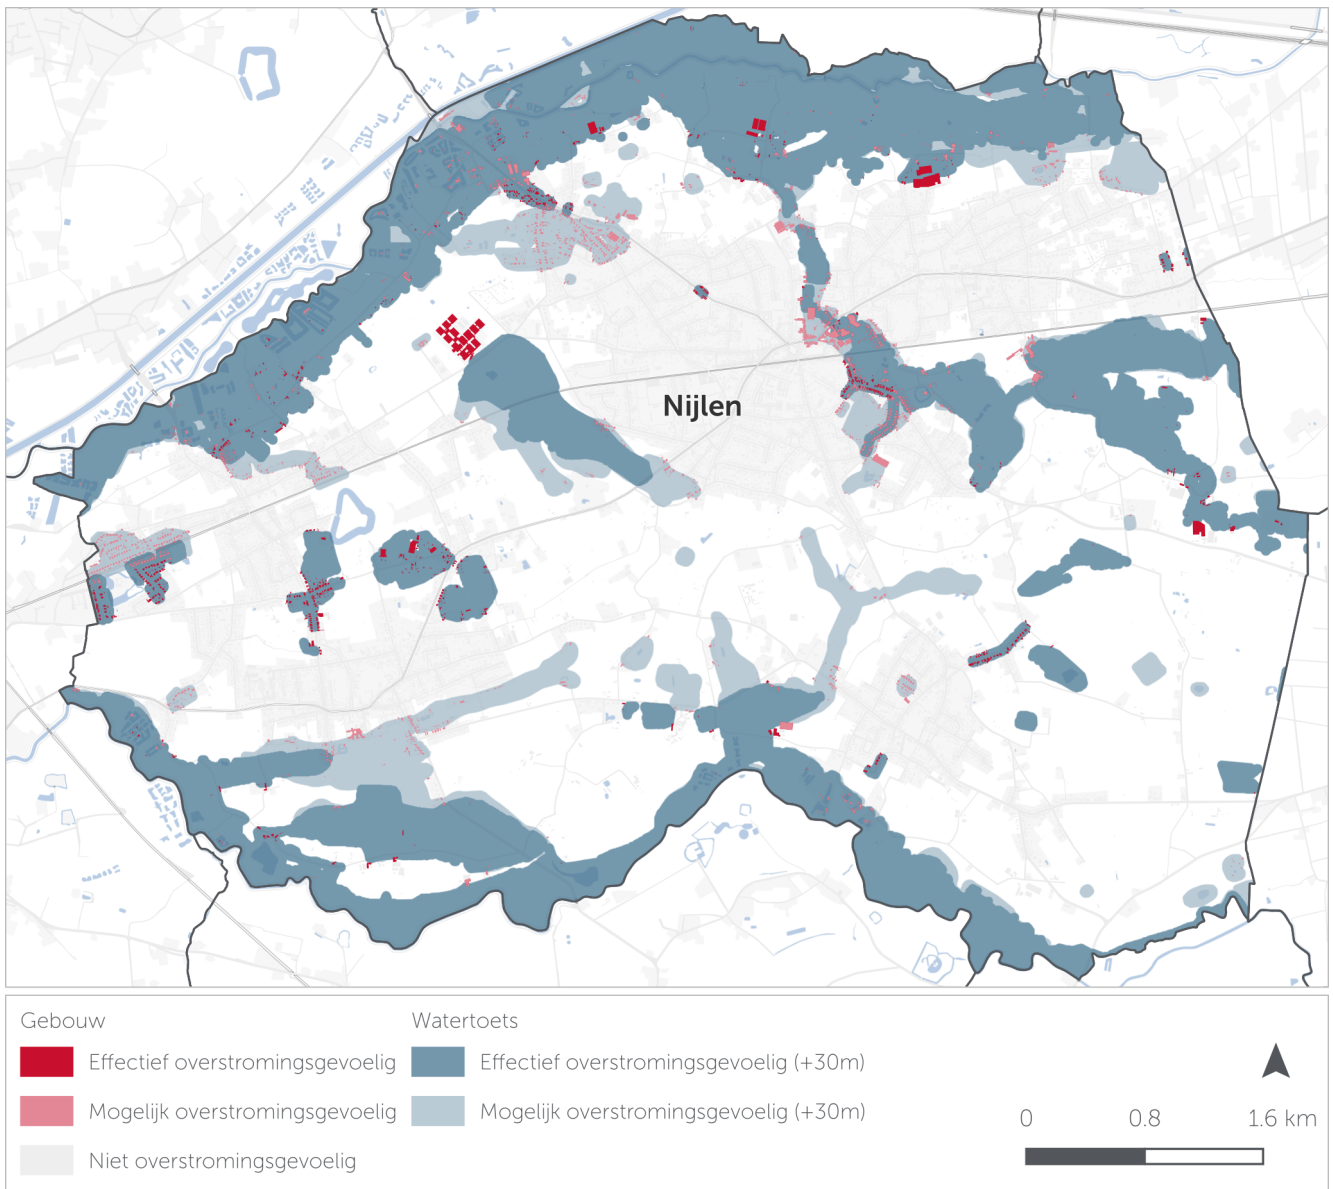 Nijlen
Gebouw
Effectief overstromingsgevoelig
Mogelijk overstromingsgevoelig
Niet overstromingsgevoelig
Watertoets
Effectief overstromingsgevoelig (+30m)
Mogelijk overstromingsgevoelig (+30m)
0 0.8 1.6 km